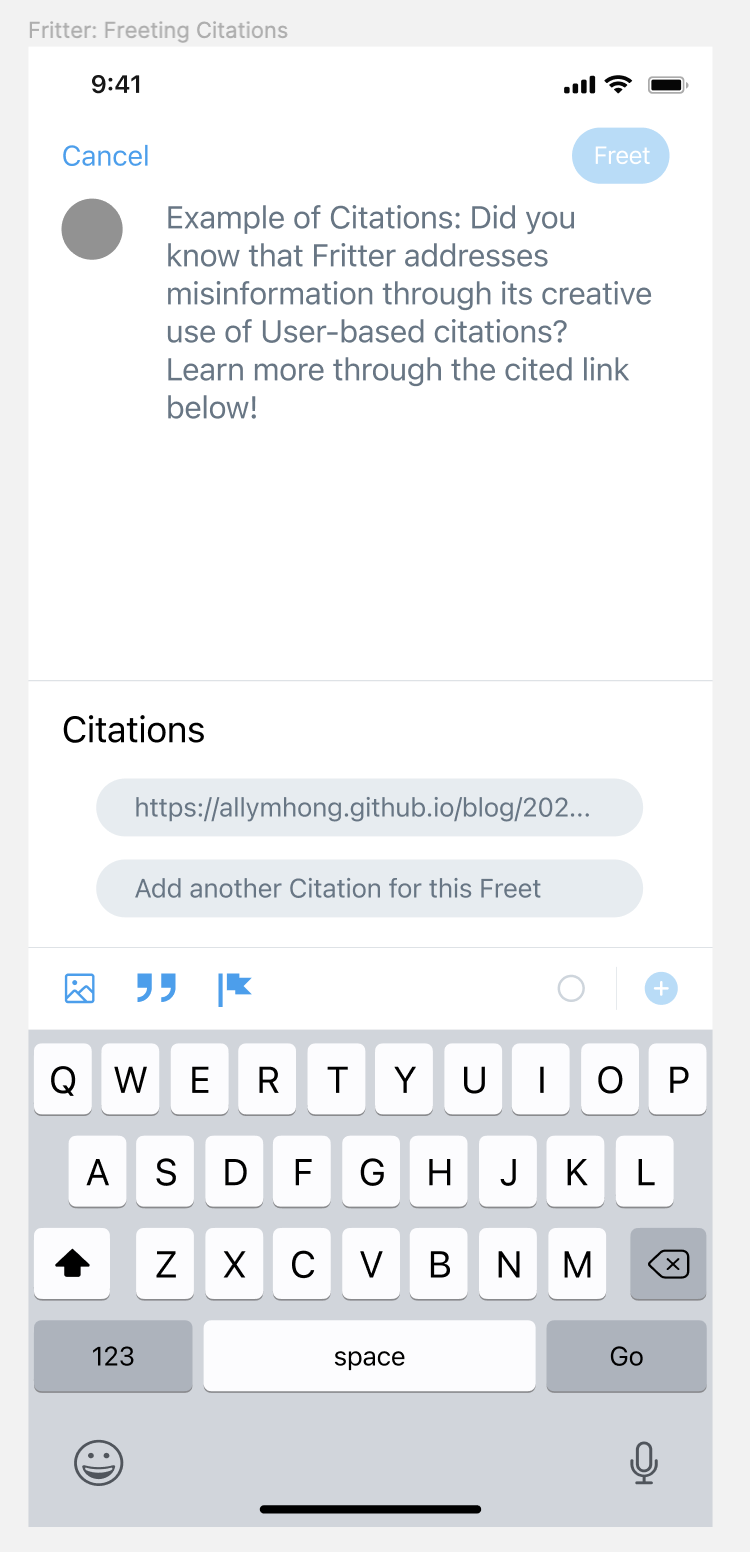 Fritter: Freeting Citations
9:41
Cancel
Freet
Example of Citations: Did you
know that Fritter addresses
misinformation through its creative
use of User-based citations?
Learn more through the cited link
below!
Citations
https://allymhong.github.io/blog/202...
Add another Citation for this Freet
Q W E R T Y U I O P
A S D F G H J K L
Z X C V B N M
123 space Go